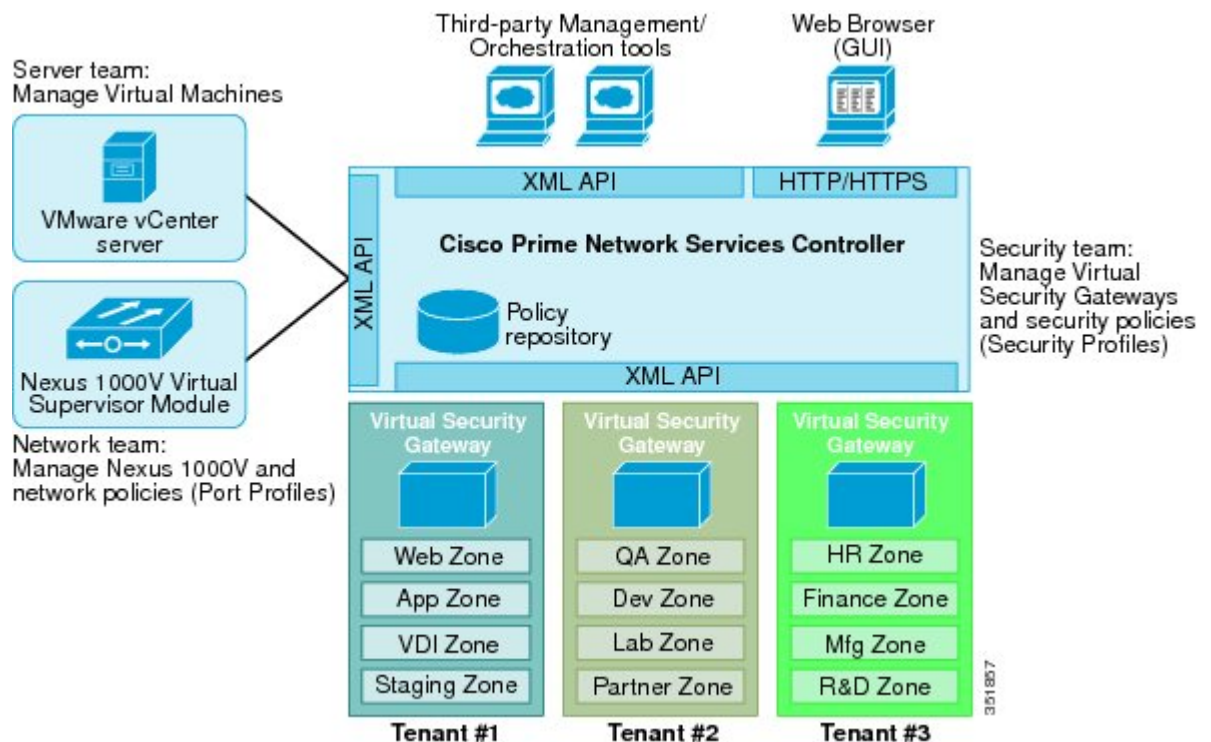 Third-party Management/
Orchestration tools
Web Browser
(GUI)
Server team:
Manage Virtual Machines
VMware vCenter
server
Nexus 1000V Virtual
Supervisor Module
Network team:
Manage Nexus 1000V and
network policies (Port Profiles)
XML API
XML API
HTTP/HTTPS
Cisco Prime Network Services Controller
Policy
repository
XML API
Security team:
Manage Virtual
Security Gateways
and security policies
(Security Profiles)
Virtual Security
Gateway
Web Zone
App Zone
VDI Zone
Staging Zone
Tenant #1
Virtual Security
Gateway
QA Zone
Dev Zone
Lab Zone
Partner Zone
Tenant #2
Virtual Security
Gateway
HR Zone
Finance Zone
Mfg Zone
R&D Zone
Tenant #3
351857